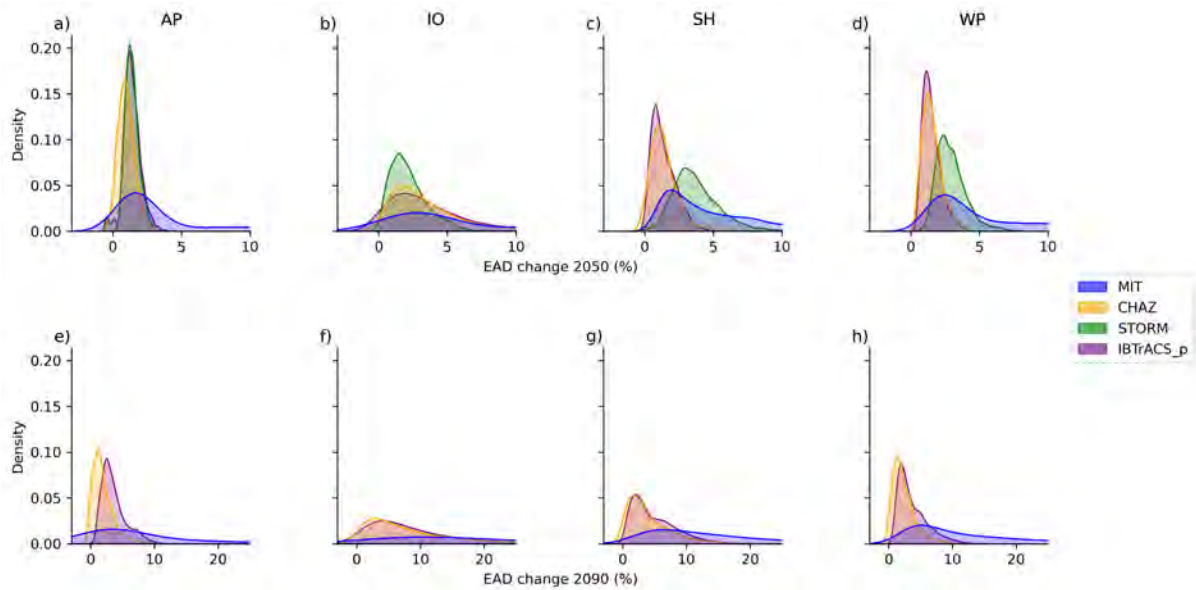 a) AP
b) IO
c) SH
d) WP
0.20
0.15
0.10
0.05
0.00
Density
0 5 10
0 5 10
0 5 10
0 5 10
EAD change 2050 (%)
MIT
CHAZ
STORM
IBTrACS_p
e)
f)
g)
h)
0.20
0.15
0.10
0.05
0.00
Density
0 10 20
0 10 20
0 10 20
0 10 20
EAD change 2090 (%)